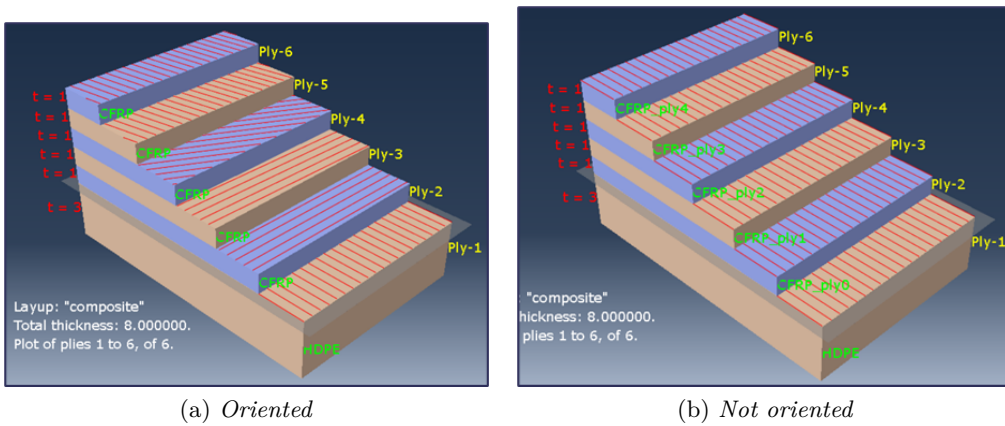 Ply-6
Ply-5
Ply-4
Ply-3
Ply-2
Ply-1
t = 1
t = 1
t = 1
t = 1
t = 1
t = 3
CFRP
CFRP
CFRP
CFRP
CFRP
HDPE
Layup: "composite"
Total thickness: 8.000000.
Plot of plies 1 to 6, of 6.
(a) Oriented
Ply-6
Ply-5
Ply-4
Ply-3
Ply-2
Ply-1
t = 1
t = 1
t = 1
t = 1
t = 1
t = 3
CFRP_ply4
CFRP_ply3
CFRP_ply2
CFRP_ply1
CFRP_ply0
HDPE
: "composite"
hickness: 8.000000.
plies 1 to 6, of 6.
(b) Not oriented